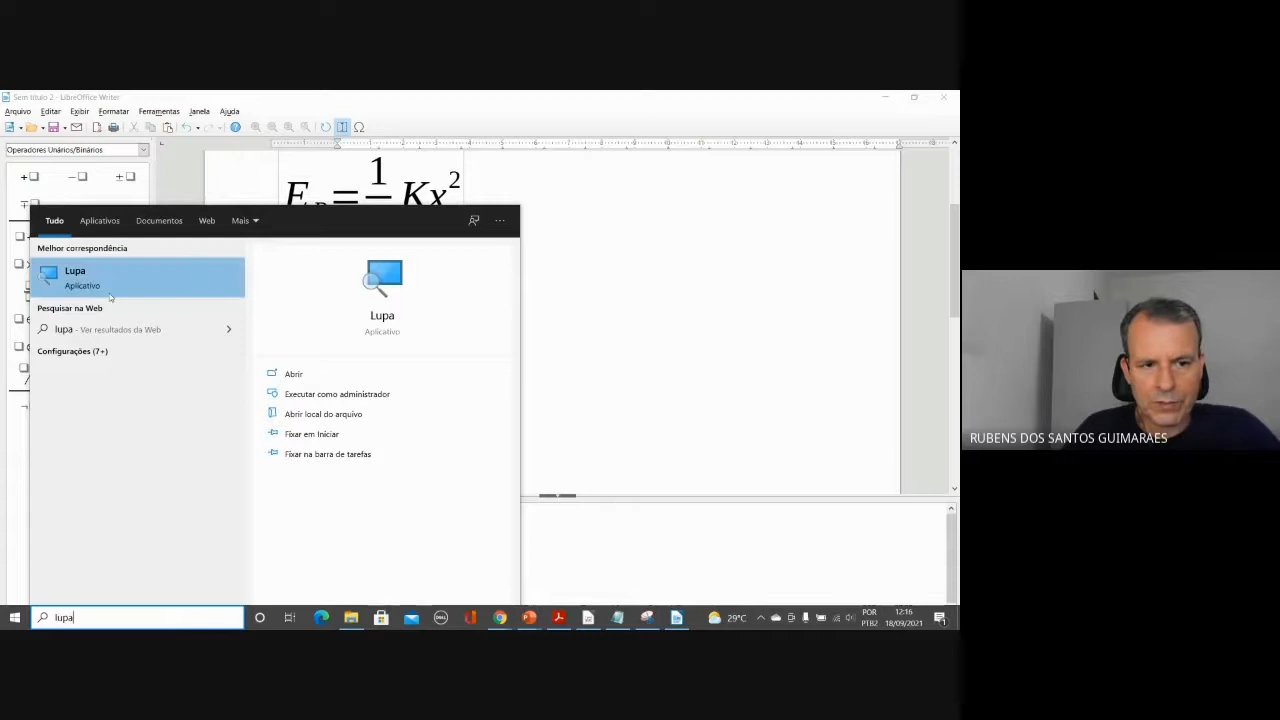 Sem título 2 - LibreOffice Writer
Arquivo Editar Exibir Formatar Ferramentas Janela Ajuda
Operadores Unários/Binários
E = 1 Kx²
Tudo Aplicativos Documentos Web Mais
Melhor correspondência
Lupa
Aplicativo
Pesquisar na Web
lupa - Ver resultados da Web
Configurações (7+)
Lupa
Aplicativo
Abrir
Executar como administrador
Abrir local do arquivo
Fixar em Iniciar
Fixar na barra de tarefas
RUBENS DOS SANTOS GUIMARAES
lupa
DELL
29°C
POR
PTB2
12:16
18/09/2021